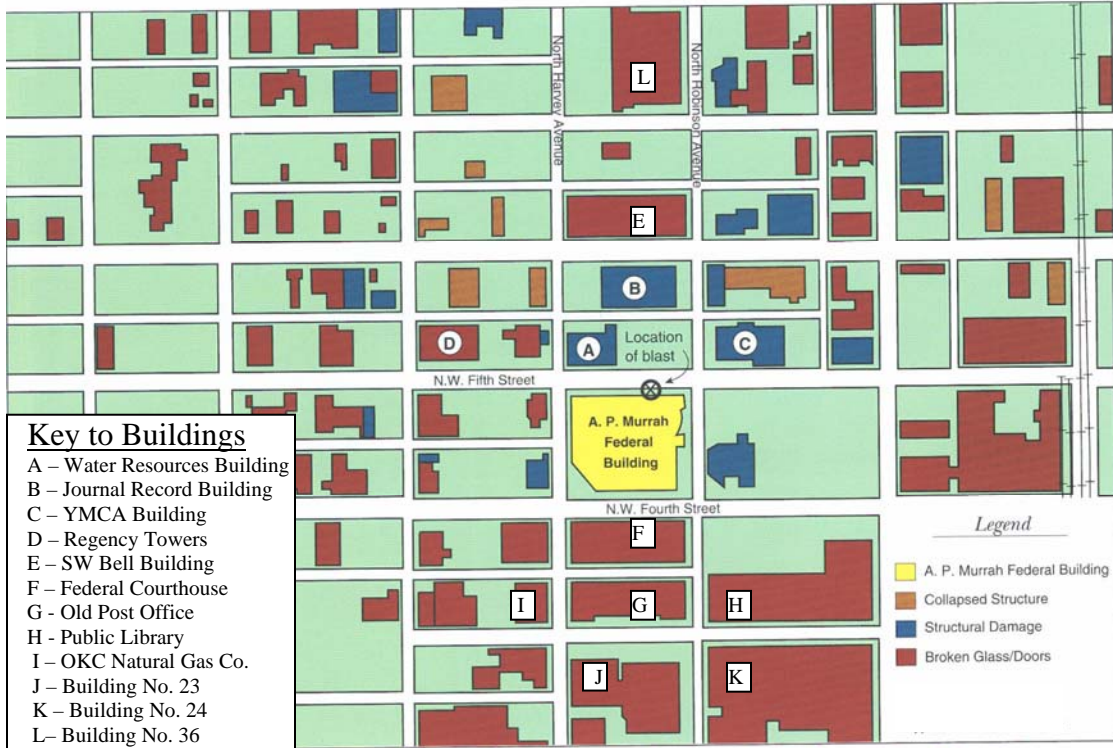 North Harvey Avenue
North Robinson Avenue
L
E
B
D
A
Location
of blast
C
N.W. Fifth Street
A. P. Murrah
Federal
Building
N.W. Fourth Street
F
I
G
H
J
K
Key to Buildings
A – Water Resources Building
B – Journal Record Building
C – YMCA Building
D – Regency Towers
E – SW Bell Building
F – Federal Courthouse
G - Old Post Office
H - Public Library
I – OKC Natural Gas Co.
J – Building No. 23
K – Building No. 24
L– Building No. 36
Legend
A. P. Murrah Federal Building
Collapsed Structure
Structural Damage
Broken Glass/Doors